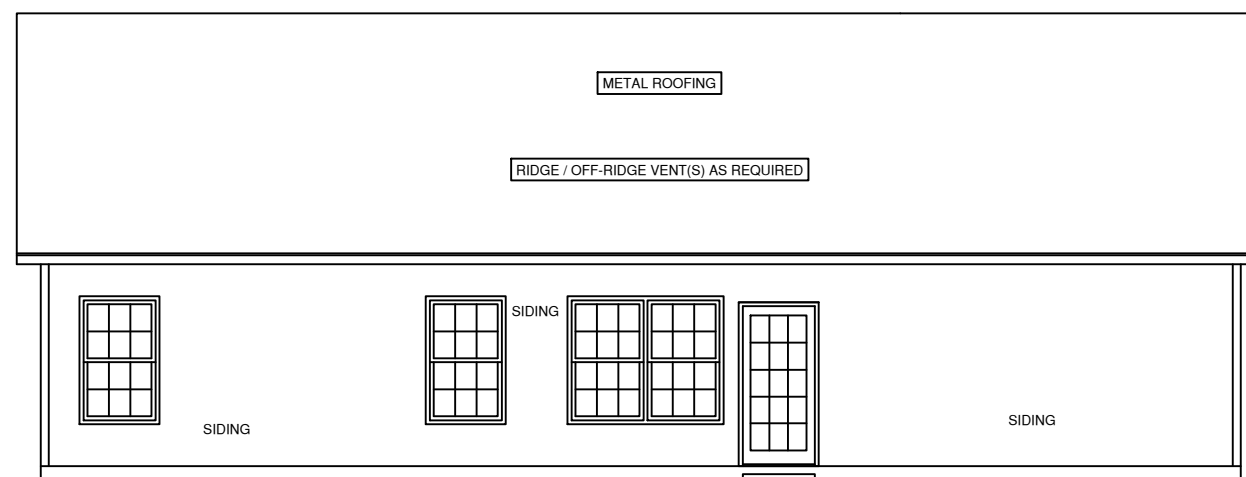 METAL ROOFING
RIDGE / OFF-RIDGE VENT(S) AS REQUIRED
SIDING
SIDING
SIDING